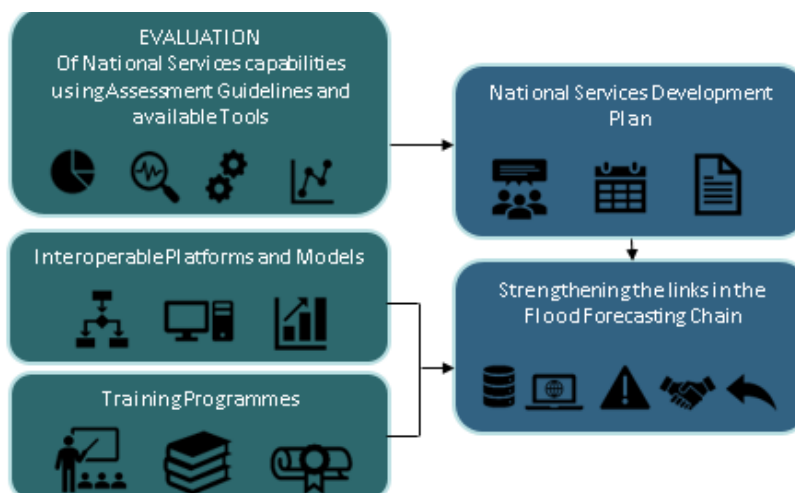 EVALUATION
Of National Services capabilities
using Assessment Guidelines and
available Tools
National Services Development
Plan
Interoperable Platforms and Models
Strengthening the links in the
Flood Forecasting Chain
Training Programmes